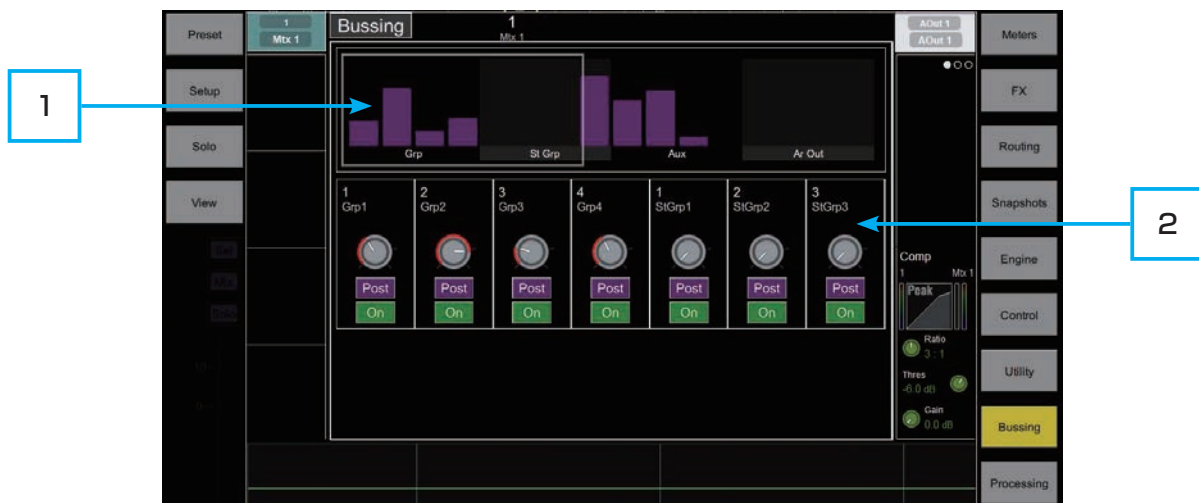 Preset
Setup
Solo
View
1
Mtx 1
Bussing
1
Mtx 1
AOut 1
AOut 1
Grp
St Grp
Aux
Ar Out
1
Grp1
Post
On
2
Grp2
Post
On
3
Grp3
Post
On
4
Grp4
Post
On
1
StGrp1
Post
On
2
StGrp2
Post
On
3
StGrp3
Post
On
Comp
1 Mtx 1
Peak
Ratio
3 : 1
Thres
-6.0 dB
Gain
0.0 dB
Meters
FX
Routing
Snapshots
Engine
Control
Utility
Bussing
Processing
1
2